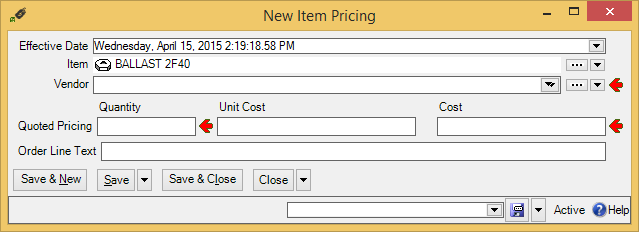 New Item Pricing
Effective Date Wednesday, April 15, 2015 2:19:18.58 PM
Item BALLAST 2F40 ...
Vendor ...
Quantity Unit Cost Cost
Quoted Pricing
Order Line Text
Save & New Save Save & Close Close
Active ? Help